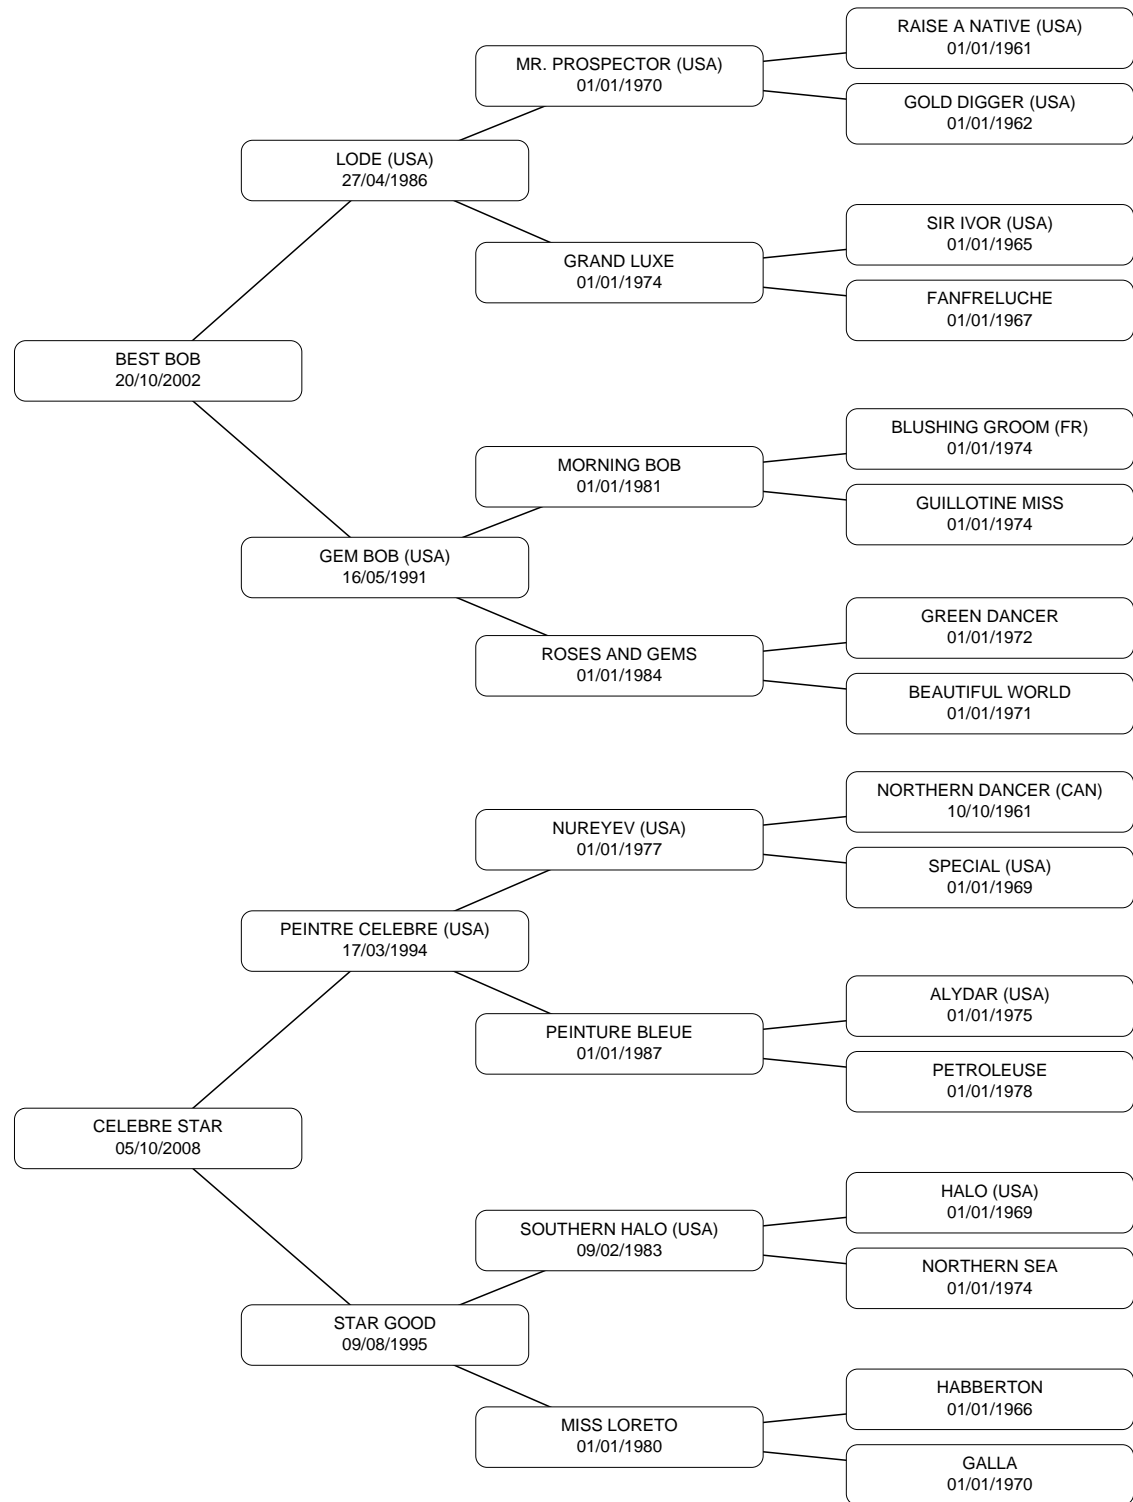 RAISE A NATIVE (USA)
01/01/1961
MR. PROSPECTOR (USA)
01/01/1970
GOLD DIGGER (USA)
01/01/1962
LODE (USA)
27/04/1986
SIR IVOR (USA)
01/01/1965
GRAND LUXE
01/01/1974
FANFRELUCHE
01/01/1967
BEST BOB
20/10/2002
BLUSHING GROOM (FR)
01/01/1974
MORNING BOB
01/01/1981
GUILLOTINE MISS
01/01/1974
GEM BOB (USA)
16/05/1991
GREEN DANCER
01/01/1972
ROSES AND GEMS
01/01/1984
BEAUTIFUL WORLD
01/01/1971
NORTHERN DANCER (CAN)
10/10/1961
NUREYEV (USA)
01/01/1977
SPECIAL (USA)
01/01/1969
PEINTRE CELEBRE (USA)
17/03/1994
ALYDAR (USA)
01/01/1975
PEINTURE BLEUE
01/01/1987
PETROLEUSE
01/01/1978
CELEBRE STAR
05/10/2008
HALO (USA)
01/01/1969
SOUTHERN HALO (USA)
09/02/1983
NORTHERN SEA
01/01/1974
STAR GOOD
09/08/1995
HABBERTON
01/01/1966
MISS LORETO
01/01/1980
GALLA
01/01/1970